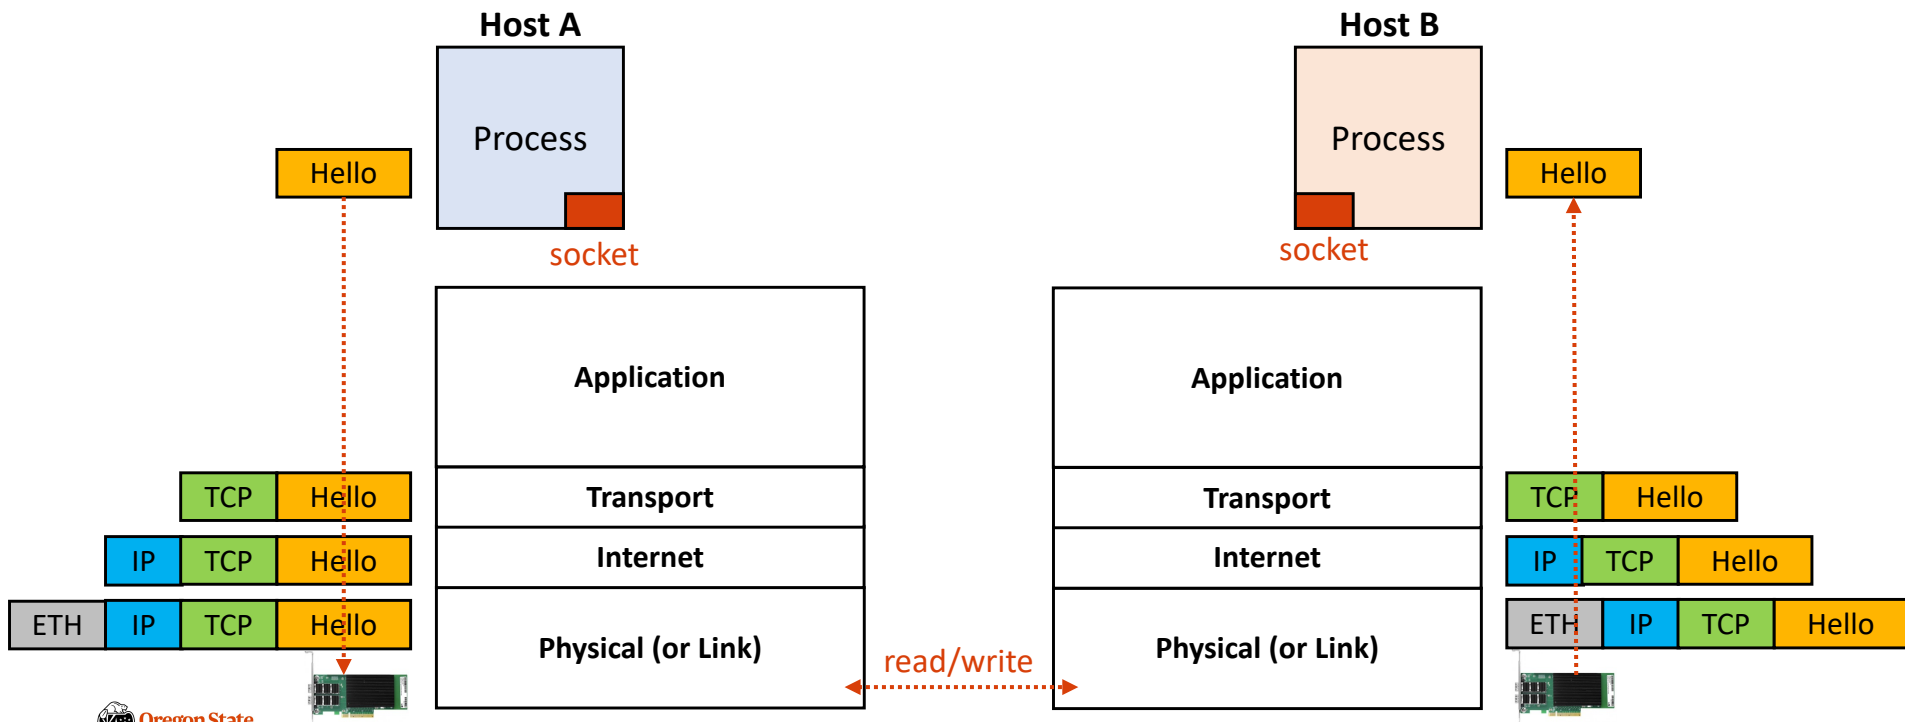 Host A
Host B
Process
Process
Hello
Hello
socket
socket
Application
Application
TCP Hello
Transport
Transport
TCP Hello
IP TCP Hello
Internet
Internet
IP TCP Hello
ETH IP TCP Hello
Physical (or Link)
read/write
Physical (or Link)
ETH IP TCP Hello
Oregon State